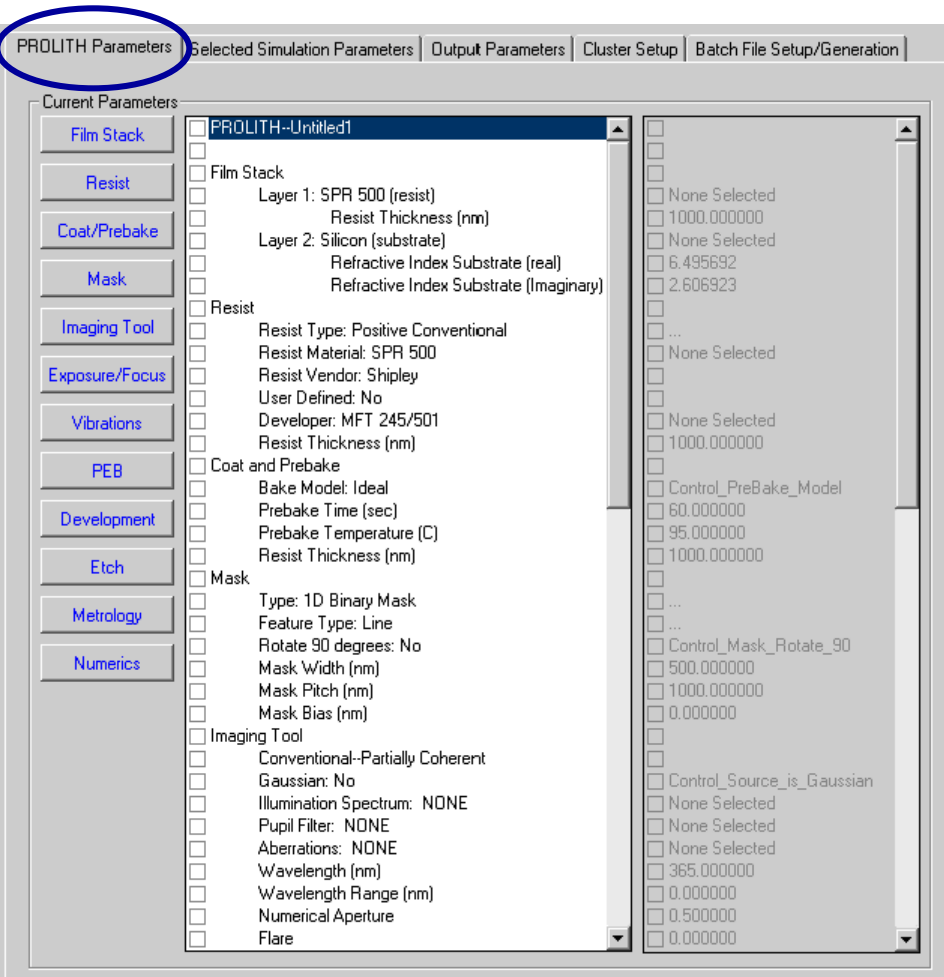 PROLITH Parameters Selected Simulation Parameters Output Parameters Cluster Setup Batch File Setup/Generation
Current Parameters
Film Stack
Resist
Coat/Prebake
Mask
Imaging Tool
Exposure/Focus
Vibrations
PEB
Development
Etch
Metrology
Numerics
PROLITH--Untitled1
Film Stack
Layer 1: SPR 500 (resist)
Resist Thickness (nm)
Layer 2: Silicon (substrate)
Refractive Index Substrate (real)
Refractive Index Substrate (Imaginary)
Resist
Resist Type: Positive Conventional
Resist Material: SPR 500
Resist Vendor: Shipley
User Defined: No
Developer: MFT 245/501
Resist Thickness (nm)
Coat and Prebake
Bake Model: Ideal
Prebake Time (sec)
Prebake Temperature (C)
Resist Thickness (nm)
Mask
Type: 1D Binary Mask
Feature Type: Line
Rotate 90 degrees: No
Mask Width (nm)
Mask Pitch (nm)
Mask Bias (nm)
Imaging Tool
Conventional--Partially Coherent
Gaussian: No
Illumination Spectrum: NONE
Pupil Filter: NONE
Aberrations: NONE
Wavelength (nm)
Wavelength Range (nm)
Numerical Aperture
Flare
None Selected
1000.000000
None Selected
6.495692
2.606923
...
None Selected
None Selected
1000.000000
Control_PreBake_Model
60.000000
95.000000
1000.000000
...
...
Control_Mask_Rotate_90
500.000000
1000.000000
0.000000
Control_Source_is_Gaussian
None Selected
None Selected
None Selected
365.000000
0.000000
0.500000
0.000000